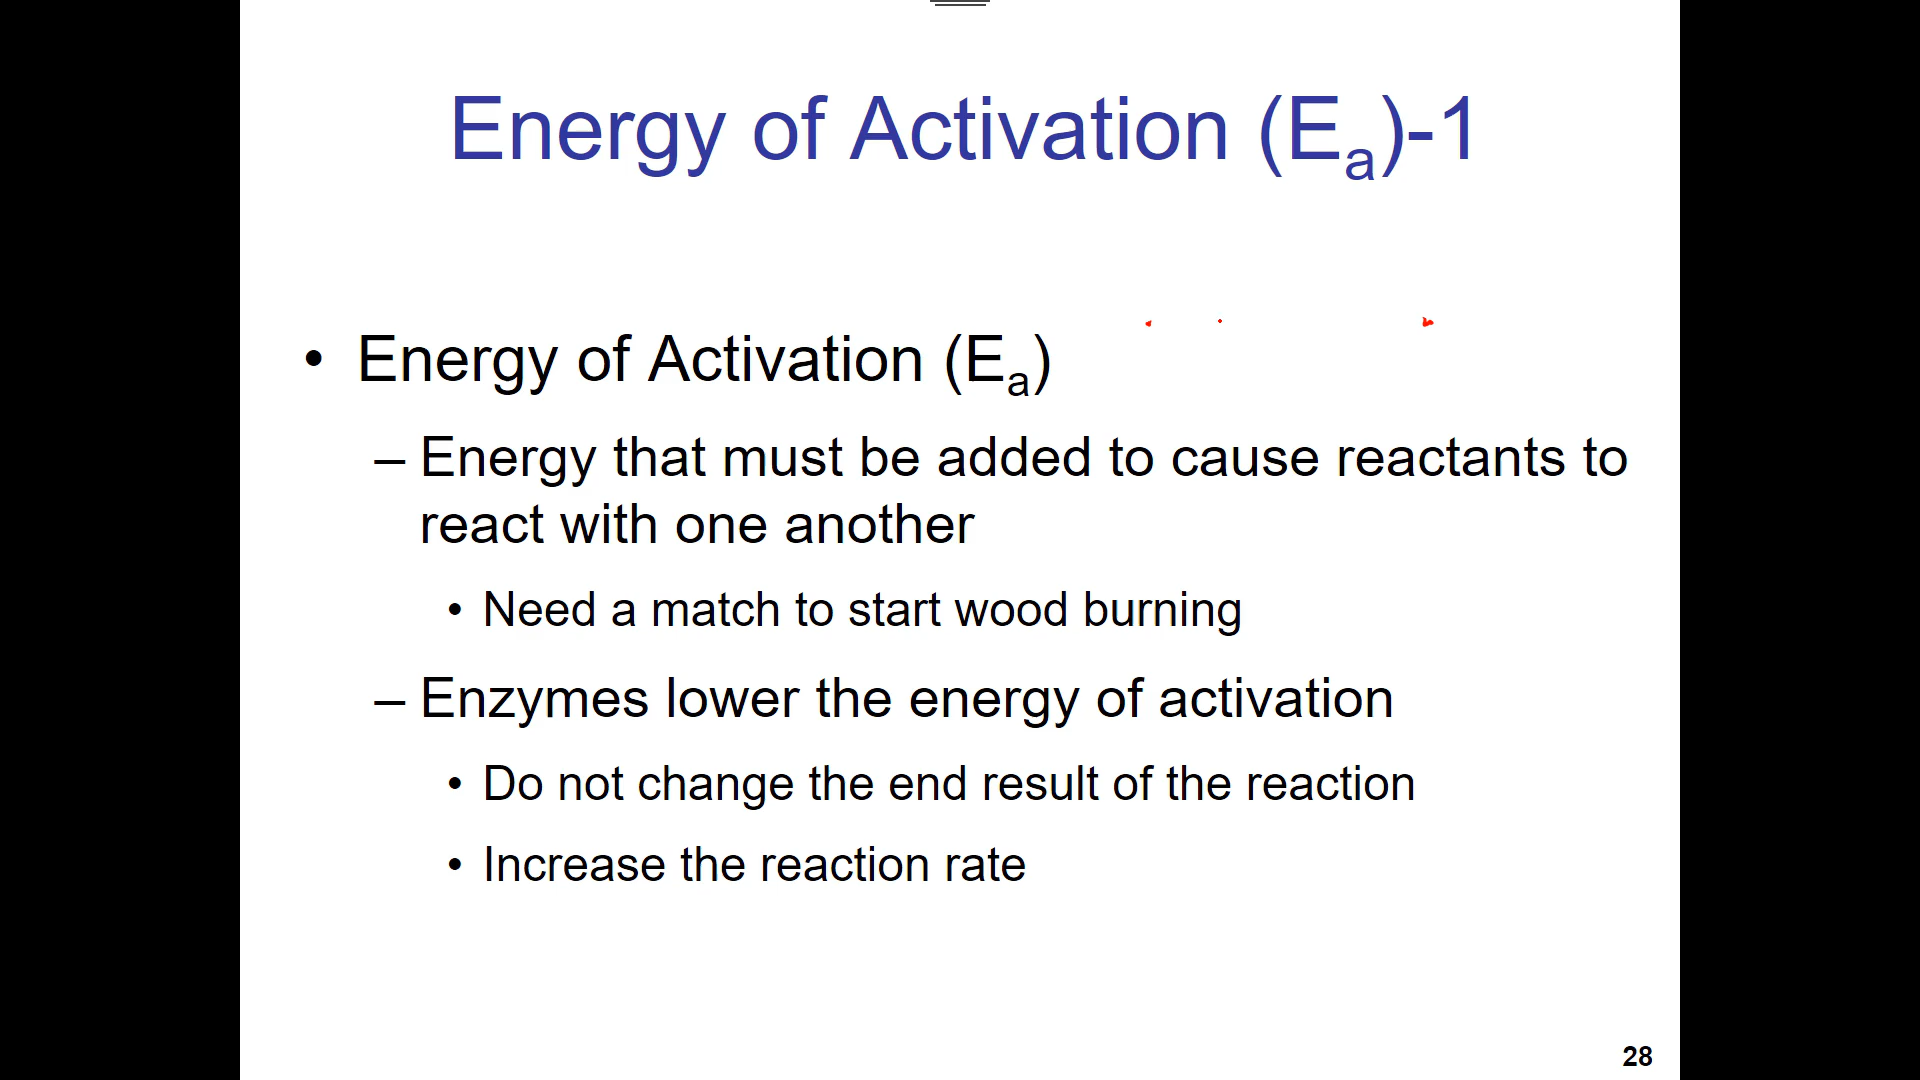 Energy of Activation (Ea)-1
• Energy of Activation (Ea)
– Energy that must be added to cause reactants to
react with one another
• Need a match to start wood burning
– Enzymes lower the energy of activation
• Do not change the end result of the reaction
• Increase the reaction rate
28